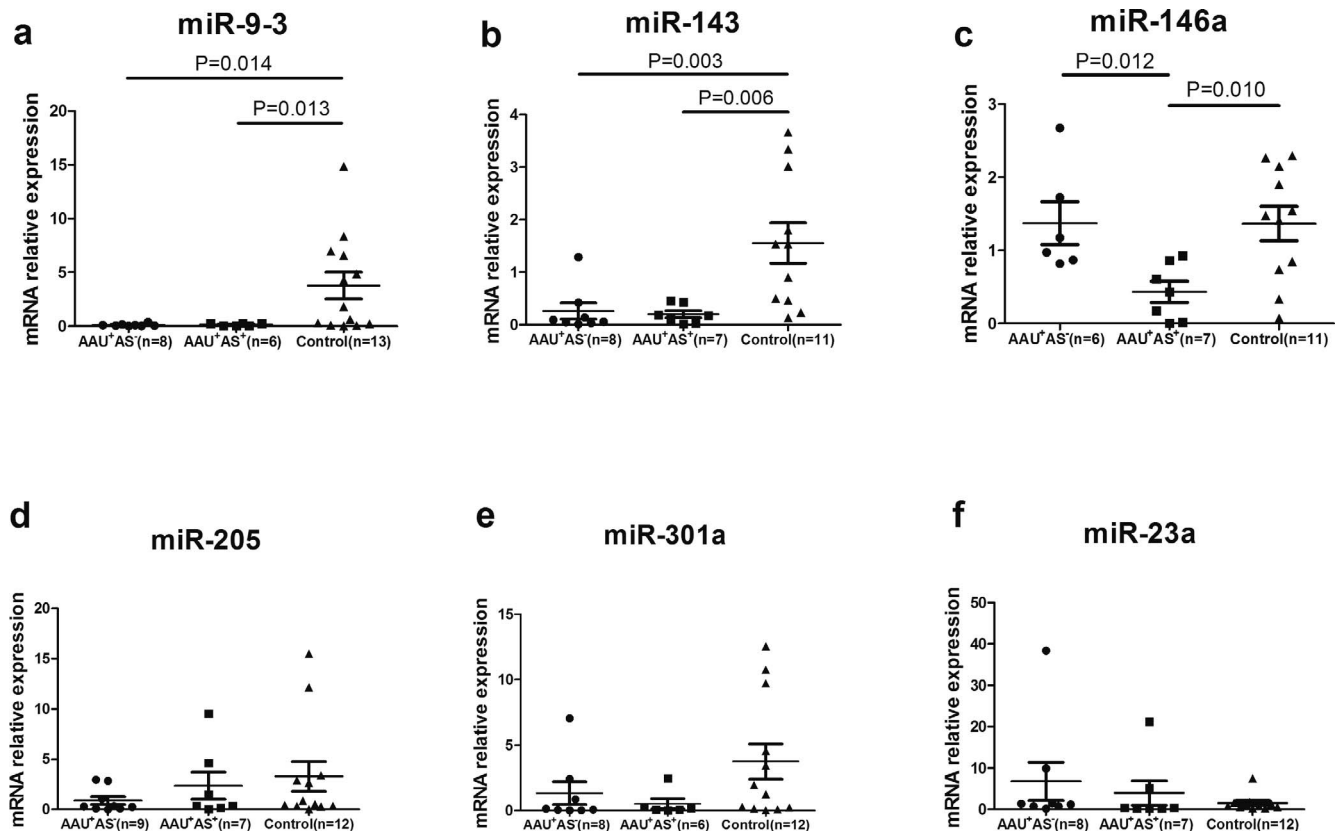 a
miR-9-3
P=0.014
P=0.013
mRNA relative expression
20
15
10
5
0
AAU⁺AS⁻(n=8) AAU⁺AS⁺(n=6) Control(n=13)
b
miR-143
P=0.003
P=0.006
mRNA relative expression
4
3
2
1
0
AAU⁺AS⁻(n=8) AAU⁺AS⁺(n=7) Control(n=11)
c
miR-146a
P=0.012
P=0.010
mRNA relative expression
3
2
1
0
AAU⁺AS⁻(n=6) AAU⁺AS⁺(n=7) Control(n=11)
d
miR-205
mRNA relative expression
20
15
10
5
0
AAU⁺AS⁻(n=9) AAU⁺AS⁺(n=7) Control(n=12)
e
miR-301a
mRNA relative expression
15
10
5
0
AAU⁺AS⁻(n=8) AAU⁺AS⁺(n=6) Control(n=12)
f
miR-23a
mRNA relative expression
50
40
30
20
10
0
AAU⁺AS⁻(n=8) AAU⁺AS⁺(n=7) Control(n=12)